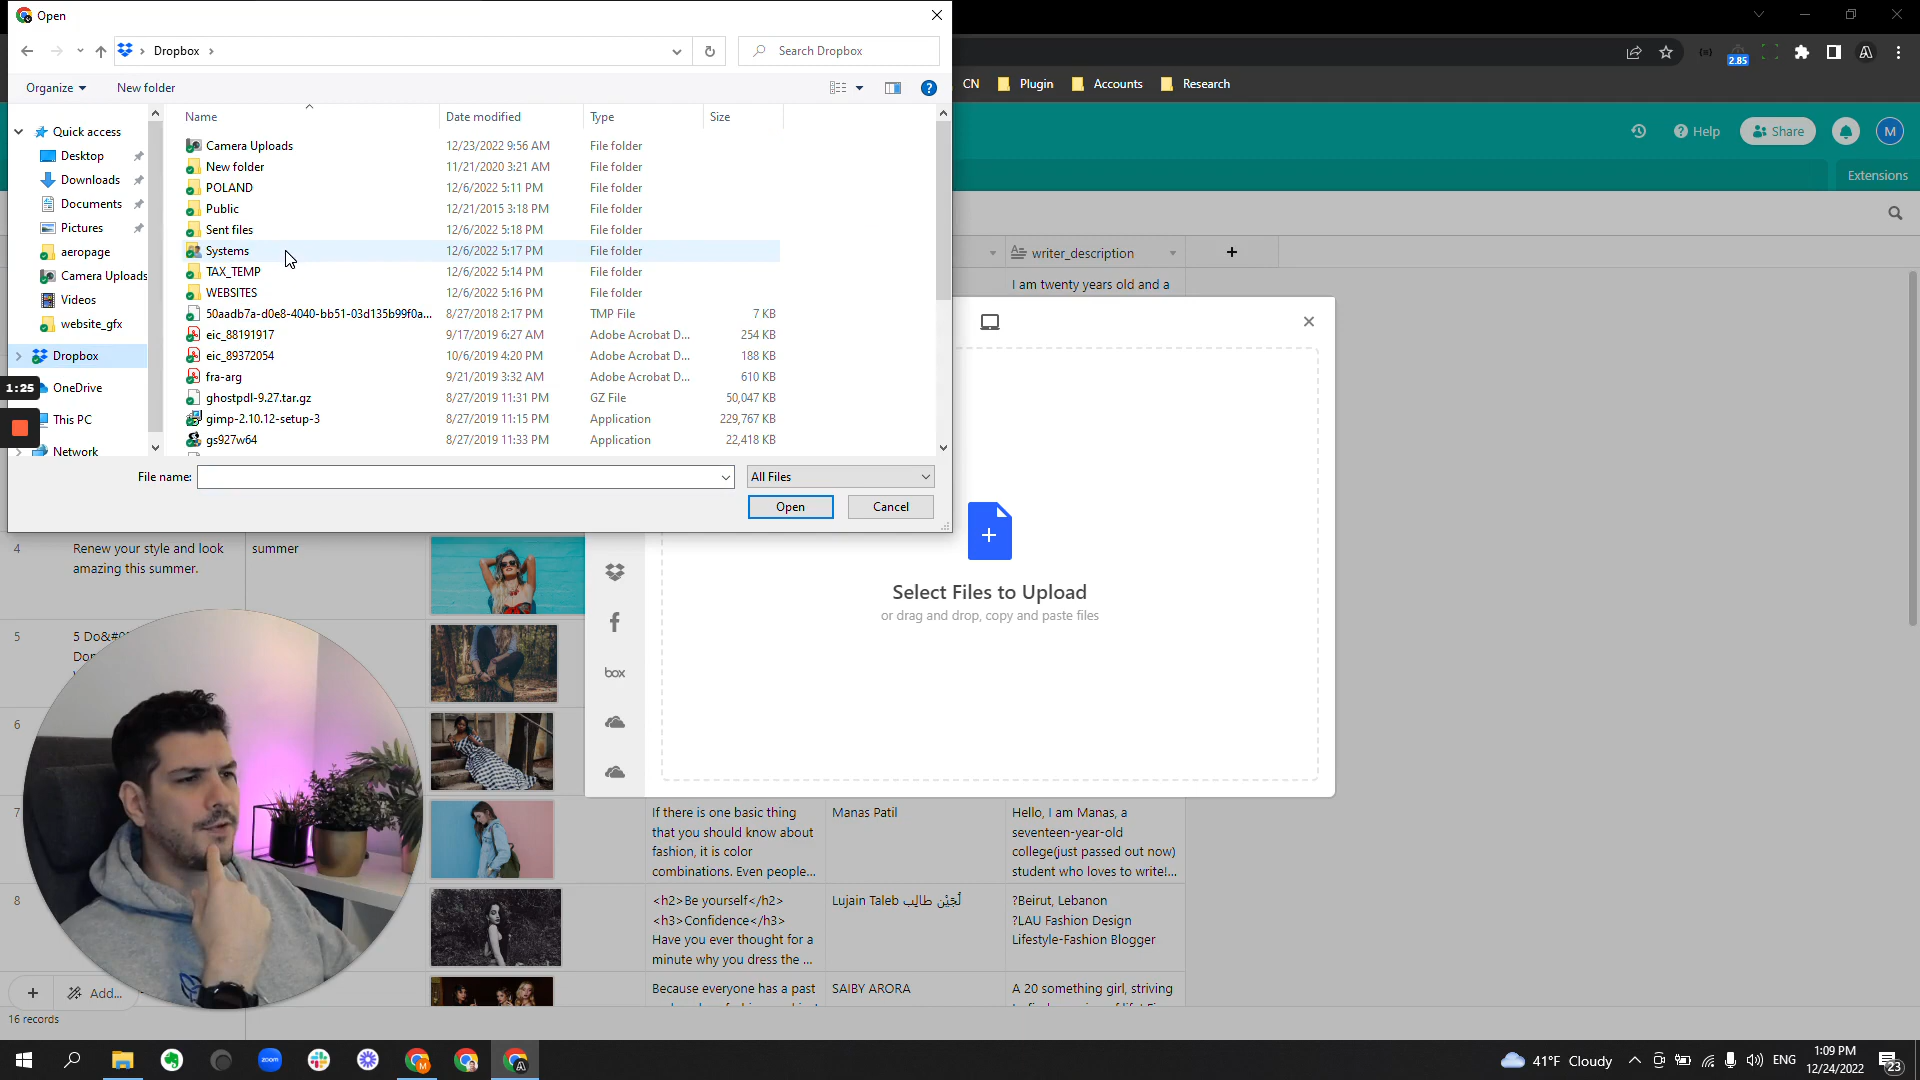 Open
Dropbox
Search Dropbox
Organize
New folder
Name
Date modified
Type
Size
Quick access
Desktop
Downloads
Documents
Pictures
aeropage
Camera Uploads
Videos
website_gfx
Dropbox
OneDrive
This PC
Network
Camera Uploads 12/23/2022 9:56 AM File folder
New folder 11/21/2020 3:21 AM File folder
POLAND 12/6/2022 5:11 PM File folder
Public 12/21/2015 3:18 PM File folder
Sent files 12/6/2022 5:18 PM File folder
Systems 12/6/2022 5:17 PM File folder
TAX_TEMP 12/6/2022 5:14 PM File folder
WEBSITES 12/6/2022 5:16 PM File folder
50aadb7a-d0e8-4040-bb51-03d135b99f0a... 8/27/2018 2:17 PM TMP File 7 KB
eic_88191917 9/17/2019 6:27 AM Adobe Acrobat D... 254 KB
eic_89372054 10/6/2019 4:20 PM Adobe Acrobat D... 188 KB
fra-arg 9/21/2019 3:32 AM Adobe Acrobat D... 610 KB
ghostpdl-9.27.tar.gz 8/27/2019 11:31 PM GZ File 50,047 KB
gimp-2.10.12-setup-3 8/27/2019 11:15 PM Application 229,767 KB
gs927w64 8/27/2019 11:33 PM Application 22,418 KB
File name:
All Files
Open
Cancel
1:25
2.85
CN
Plugin
Accounts
Research
Help
Share
M
Extensions
writer_description
I am twenty years old and a
box
Select Files to Upload
or drag and drop, copy and paste files
4
Renew your style and look
amazing this summer.
summer
5
5 Do&#0
6
7
If there is one basic thing
that you should know about
fashion, it is color
combinations. Even people...
Manas Patil
Hello, I am Manas, a
seventeen-year-old
college(just passed out now)
student who loves to write!...
8
<h2>Be yourself</h2>
<h3>Confidence</h3>
Have you ever thought for a
minute why you dress the ...
Lujain Taleb لُجَيْن طالِب
?Beirut, Lebanon
?LAU Fashion Design
Lifestyle-Fashion Blogger
Because everyone has a past
SAIBY ARORA
A 20 something girl, striving
Add...
16 records
zoom
41°F Cloudy
ENG
1:09 PM
12/24/2022
23